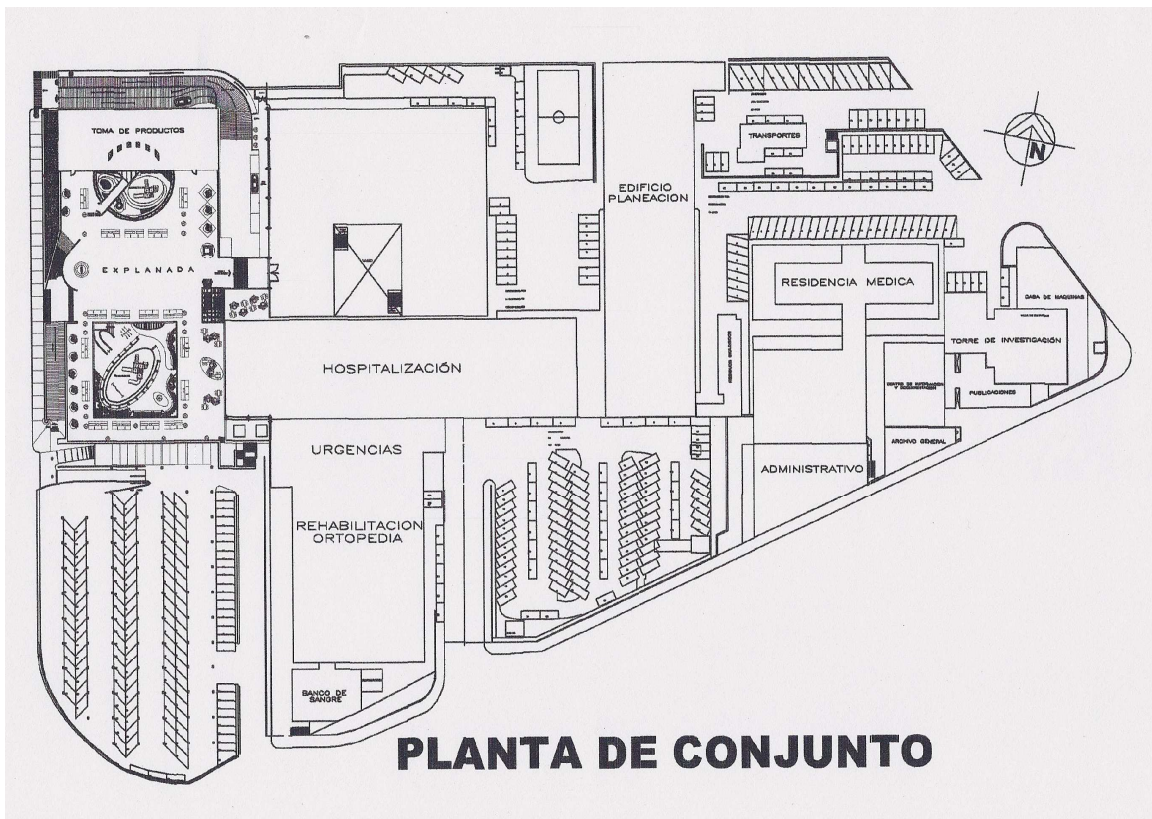 TOMA DE PRODUCTOS
EXPLANADA
EDIFICIO
PLANEACION
TRANSPORTES
N
RESIDENCIA MEDICA
CASA DE MAQUINAS
TORRE DE INVESTIGACIÓN
PUBLICACIONES
ARCHIVO GENERAL
HOSPITALIZACIÓN
URGENCIAS
ADMINISTRATIVO
REHABILITACION
ORTOPEDIA
BANCO DE
SANGRE
PLANTA DE CONJUNTO